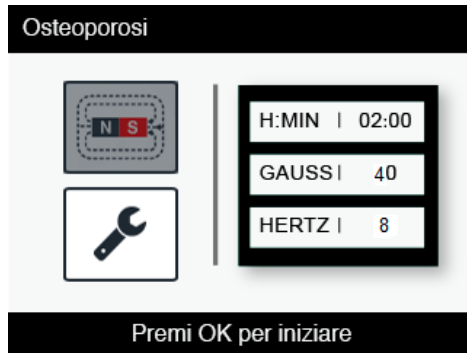 Osteoporosi
N S
H:MIN | 02:00
GAUSS | 40
HERTZ | 8
Premi OK per iniziare